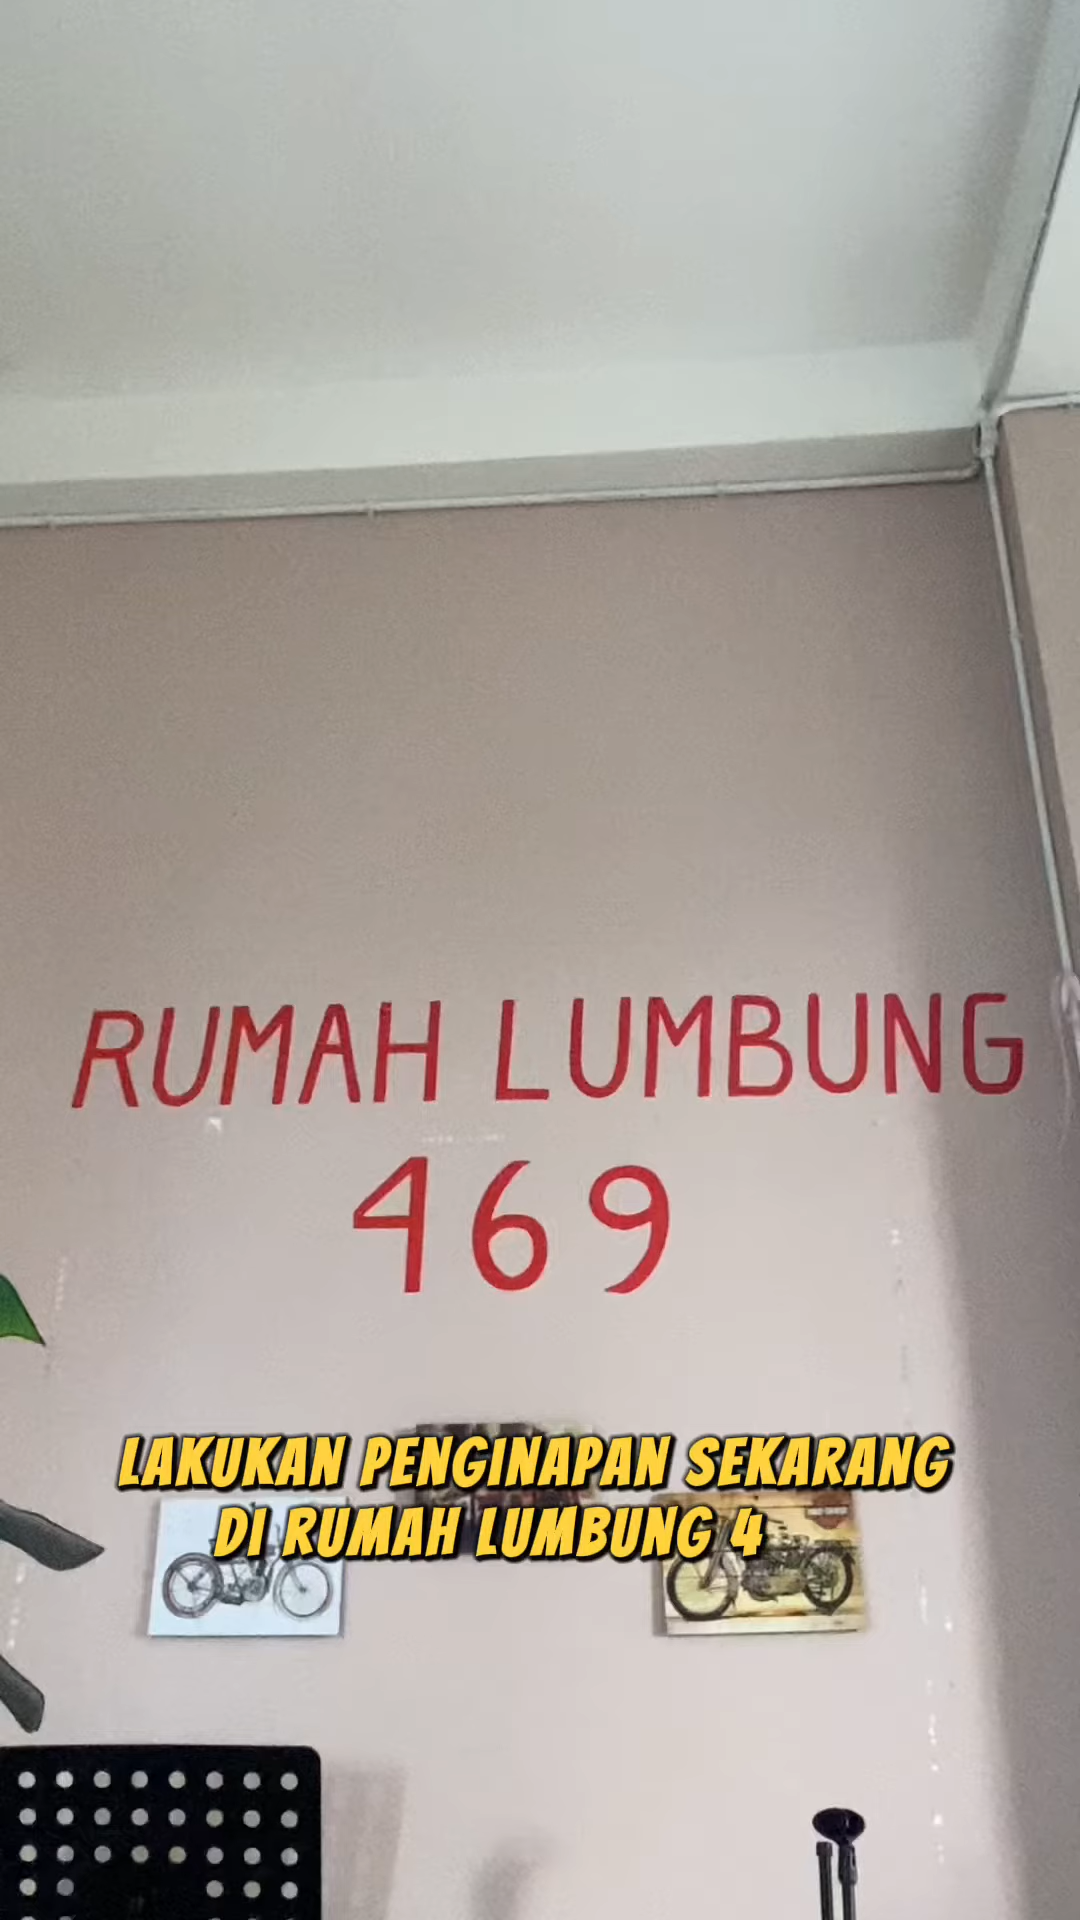 RUMAH LUMBUNG
469
LAKUKAN PENGINAPAN SEKARANG
DI RUMAH LUMBUNG 4